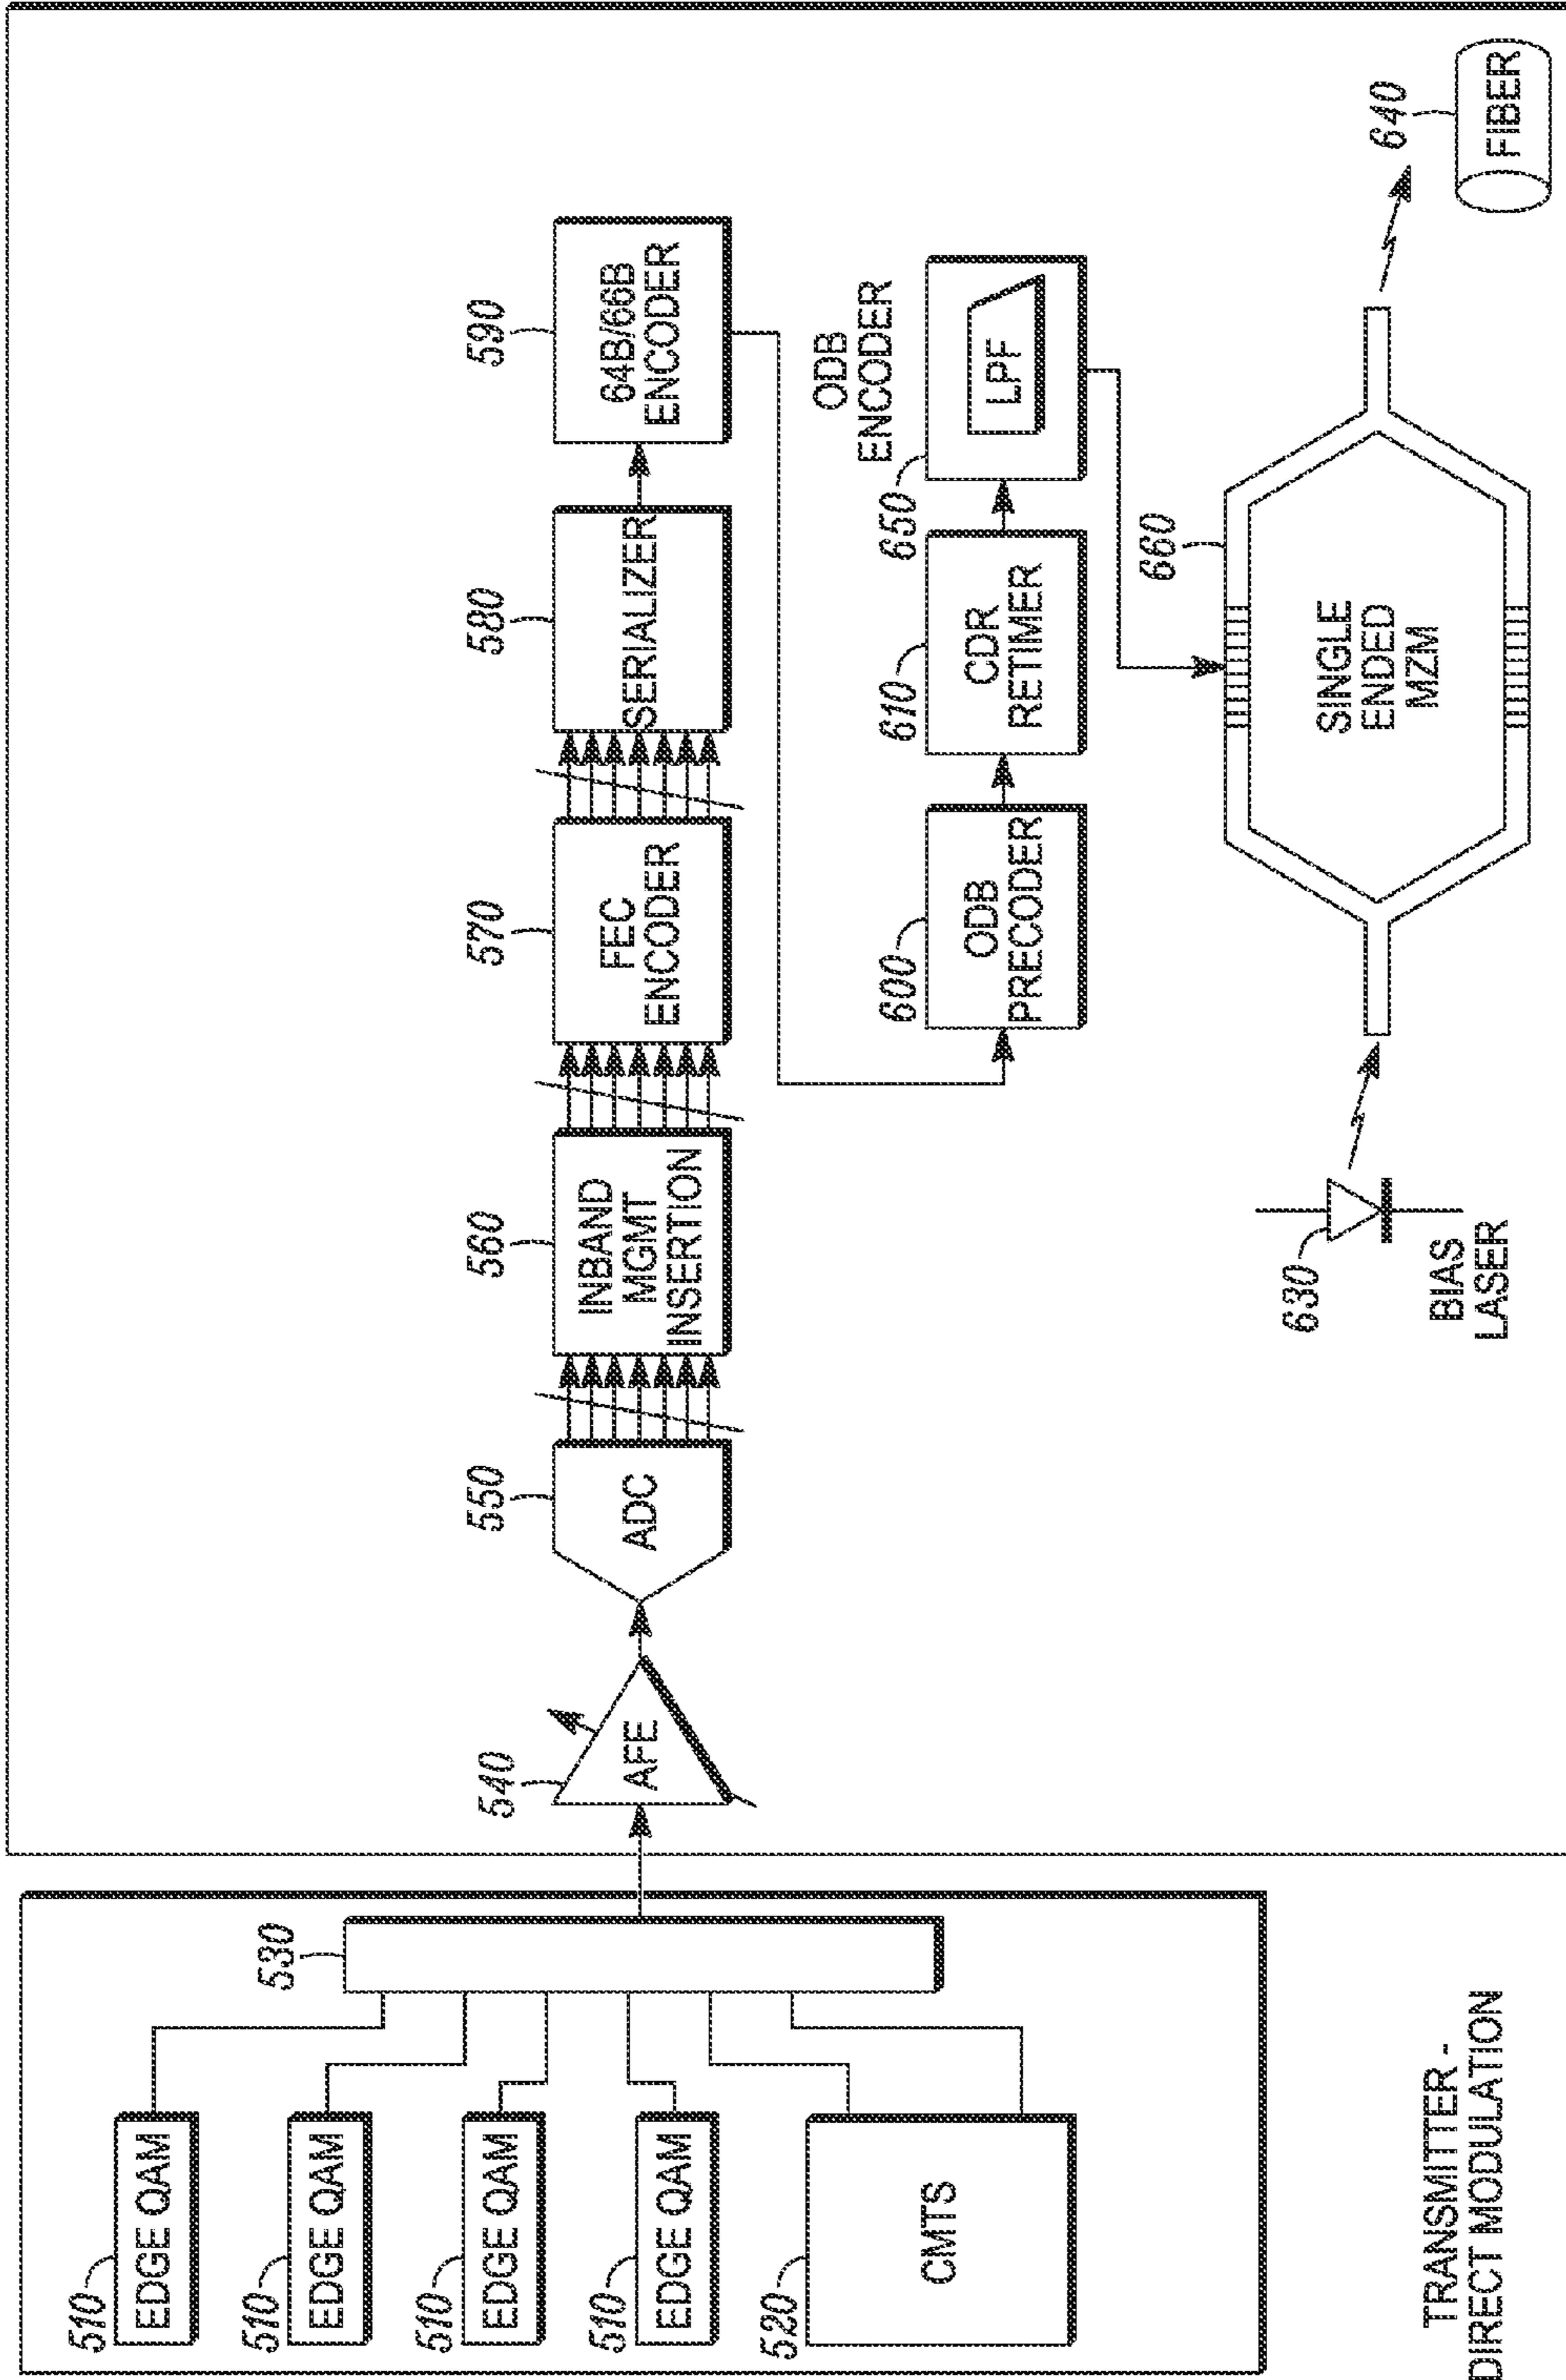 510
EDGE QAM
510
EDGE QAM
510
EDGE QAM
510
EDGE QAM
520
CMTS
530
540
AFE
550
ADC
560
INBAND
MGMT
INSERTION
570
FEC
ENCODER
580
SERIALIZER
590
64B/66B
ENCODER
600
ODB
PRECODER
610
CDR
RETIMER
650
ODB
ENCODER
LPF
660
SINGLE
ENDED
MZM
630
BIAS
LASER
640
FIBER
TRANSMITTER -
DIRECT MODULATION